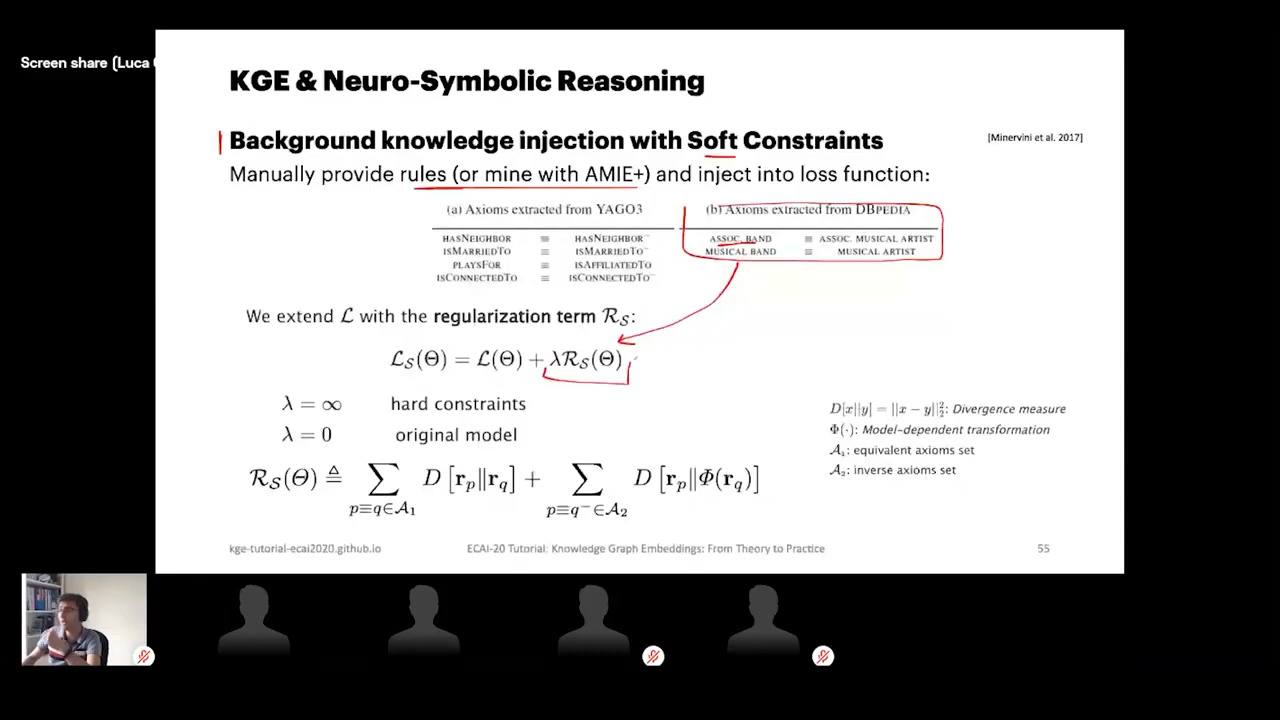 Screen share (Luca
KGE & Neuro-Symbolic Reasoning
Background knowledge injection with Soft Constraints
[Minervini et al. 2017]
Manually provide rules (or mine with AMIE+) and inject into loss function:
(a) Axioms extracted from YAGO3
HASNEIGHBOR ≡ HASNEIGHBOR⁻
ISMARRIEDTO ≡ ISMARRIEDTO⁻
PLAYSFOR ≡ ISAFFILIATEDTO
ISCONNECTEDTO ≡ ISCONNECTEDTO⁻
(b) Axioms extracted from DBPEDIA
ASSOC. BAND ≡ ASSOC. MUSICAL ARTIST
MUSICAL BAND ≡ MUSICAL ARTIST
We extend ℒ with the regularization term ℛ_𝒮:
ℒ_𝒮(Θ) = ℒ(Θ) + λℛ_𝒮(Θ)
λ = ∞ hard constraints
λ = 0 original model
ℛ_𝒮(Θ) ≜ ∑_{p≡q∈𝒜₁} D[r_p‖r_q] + ∑_{p≡q⁻∈𝒜₂} D[r_p‖Φ(r_q)]
D[x||y] = ||x − y||²₂: Divergence measure
Φ(·): Model-dependent transformation
𝒜₁: equivalent axioms set
𝒜₂: inverse axioms set
kge-tutorial-ecai2020.github.io
ECAI-20 Tutorial: Knowledge Graph Embeddings: From Theory to Practice
55